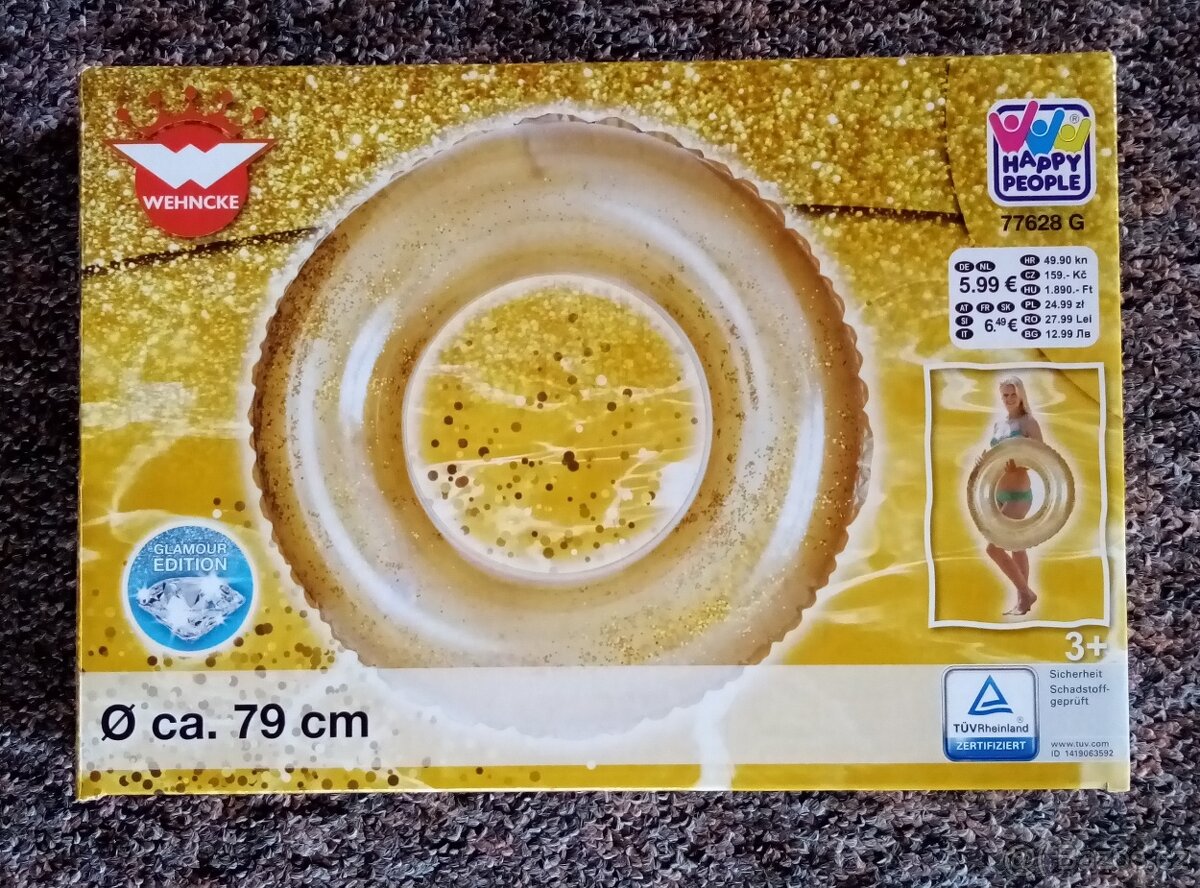 WEHNCKE
HAPPY
PEOPLE
®
77628 G
DE NL
5.99 €
AT FR SK
SI
IT
6.49 €
HR 49.90 kn
CZ 159.- Kč
HU 1.890.- Ft
PL 24.99 zł
RO 27.99 Lei
BG 12.99 Лв
GLAMOUR
EDITION
3+
Ø ca. 79 cm
TÜVRheinland®
ZERTIFIZIERT
Sicherheit
Schadstoff-
geprüft
www.tuv.com
ID 1419063592
Bazos.cz